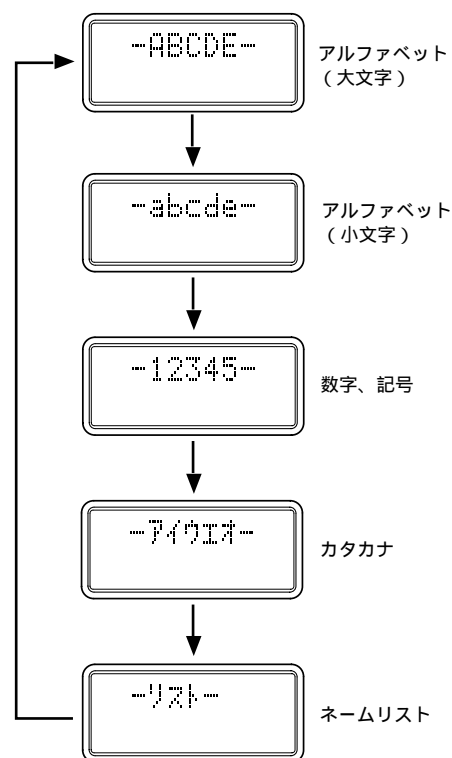 -ABCDE-
アルファベット
(大文字)
-abcde-
アルファベット
(小文字)
-12345-
数字、記号
-アイウエオ-
カタカナ
-リスト-
ネームリスト